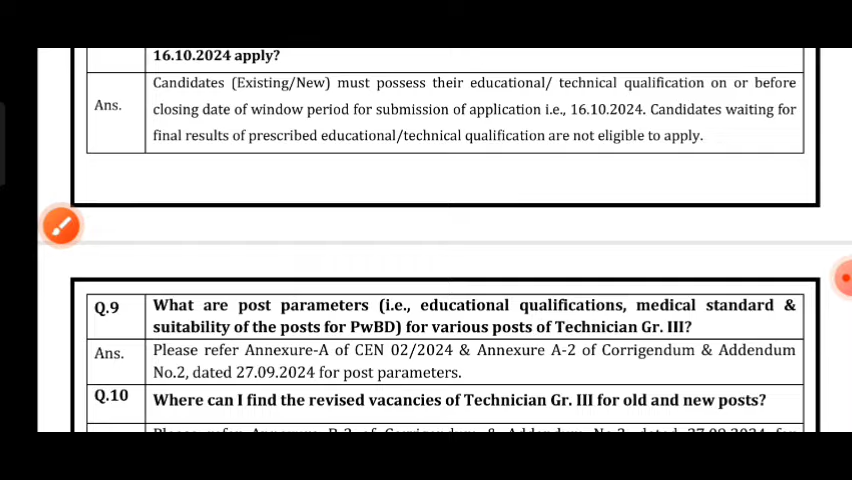 16.10.2024 apply?
Candidates (Existing/New) must possess their educational/ technical qualification on or before
Ans.
closing date of window period for submission of application i.e., 16.10.2024. Candidates waiting for
final results of prescribed educational/technical qualification are not eligible to apply.
Q.9
What are post parameters (i.e., educational qualifications, medical standard &
suitability of the posts for PwBD) for various posts of Technician Gr. III?
Ans.
Please refer Annexure-A of CEN 02/2024 & Annexure A-2 of Corrigendum & Addendum
No.2, dated 27.09.2024 for post parameters.
Q.10
Where can I find the revised vacancies of Technician Gr. III for old and new posts?